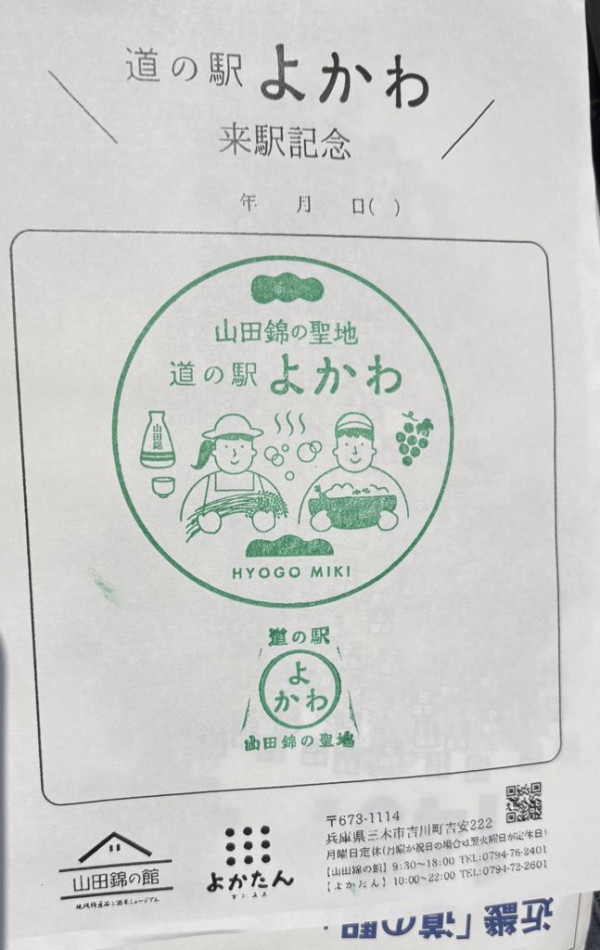 道の駅 よかわ
来駅記念
年 月 日( )
山田錦の聖地
道の駅 よかわ
山田錦
HYOGO MIKI
道の駅
よ
かわ
山田錦の聖地
〒673-1114
兵庫県三木市吉川町吉安222
月曜日定休(月曜が祝日の場合は翌火曜日が定休日)
【山田錦の館】9:30~18:00 TEL:0794-76-2401
【よかたん】10:00~22:00 TEL:0794-72-2601
山田錦の館
よかたん
近畿「道の駅